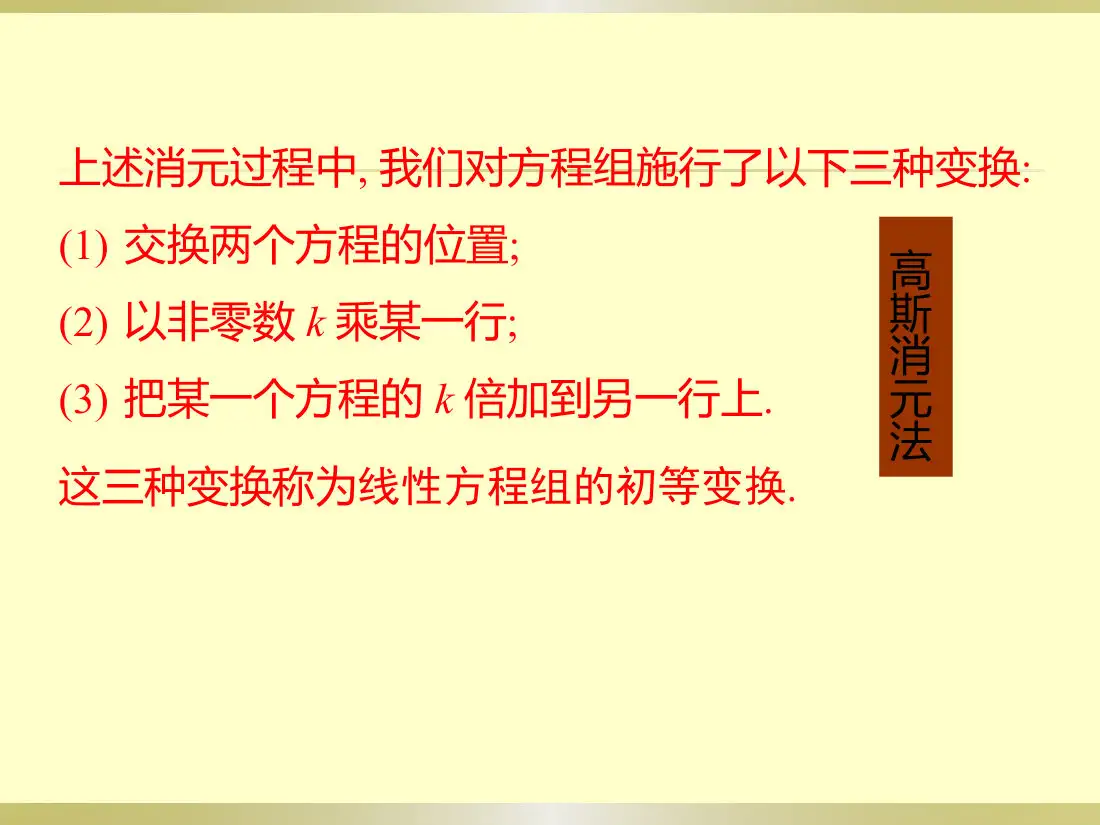 上述消元过程中, 我们对方程组施行了以下三种变换:
(1) 交换两个方程的位置;
(2) 以非零数 k 乘某一行;
(3) 把某一个方程的 k 倍加到另一行上.
这三种变换称为线性方程组的初等变换.
高斯消元法